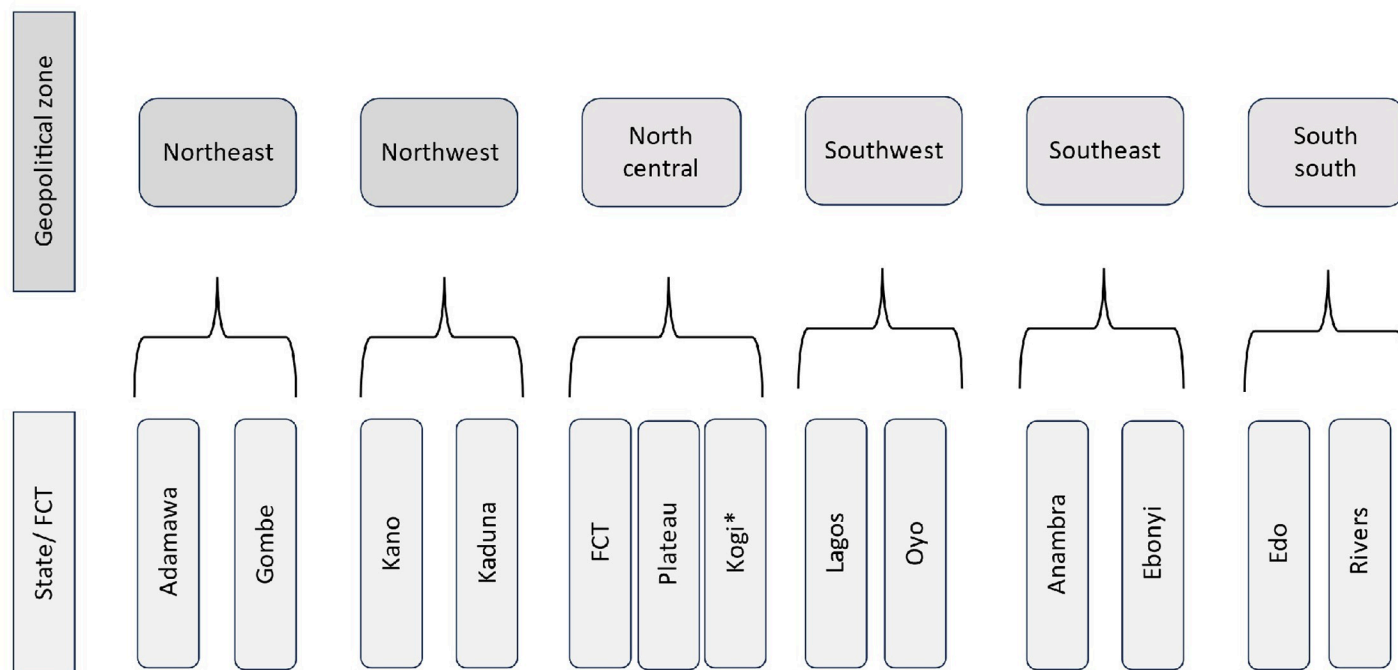 Geopolitical zone
Northeast
Northwest
North
central
Southwest
Southeast
South
south
State/ FCT
Adamawa
Gombe
Kano
Kaduna
FCT
Plateau
Kogi*
Lagos
Oyo
Anambra
Ebonyi
Edo
Rivers